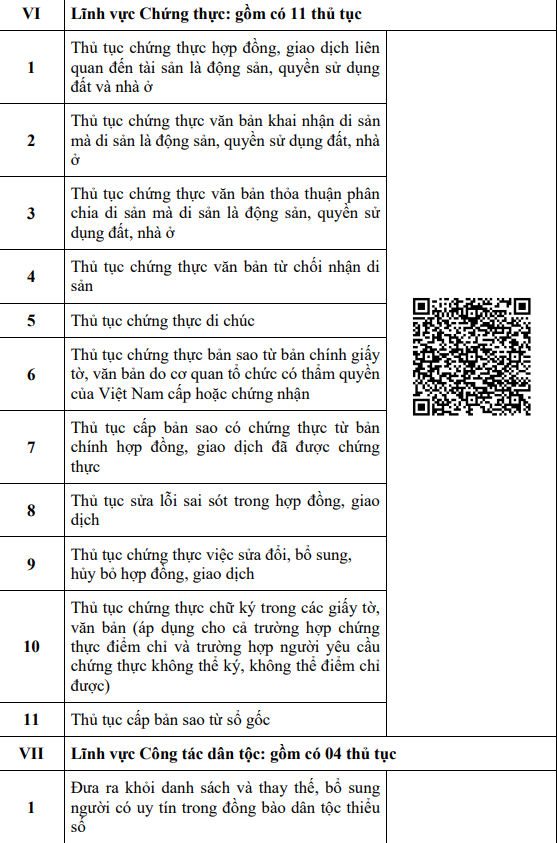 VI Lĩnh vực Chứng thực: gồm có 11 thủ tục
1 Thủ tục chứng thực hợp đồng, giao dịch liên
quan đến tài sản là động sản, quyền sử dụng
đất và nhà ở
2 Thủ tục chứng thực văn bản khai nhận di sản
mà di sản là động sản, quyền sử dụng đất, nhà
ở
3 Thủ tục chứng thực văn bản thỏa thuận phân
chia di sản mà di sản là động sản, quyền sử
dụng đất, nhà ở
4 Thủ tục chứng thực văn bản từ chối nhận di
sản
5 Thủ tục chứng thực di chúc
6 Thủ tục chứng thực bản sao từ bản chính giấy
tờ, văn bản do cơ quan tổ chức có thẩm quyền
của Việt Nam cấp hoặc chứng nhận
7 Thủ tục cấp bản sao có chứng thực từ bản
chính hợp đồng, giao dịch đã được chứng
thực
8 Thủ tục sửa lỗi sai sót trong hợp đồng, giao
dịch
9 Thủ tục chứng thực việc sửa đổi, bổ sung,
hủy bỏ hợp đồng, giao dịch
10 Thủ tục chứng thực chữ ký trong các giấy tờ,
văn bản (áp dụng cho cả trường hợp chứng
thực điểm chỉ và trường hợp người yêu cầu
chứng thực không thể ký, không thể điểm chỉ
được)
11 Thủ tục cấp bản sao từ sổ gốc
VII Lĩnh vực Công tác dân tộc: gồm có 04 thủ tục
1 Đưa ra khỏi danh sách và thay thế, bổ sung
người có uy tín trong đồng bào dân tộc thiểu
số